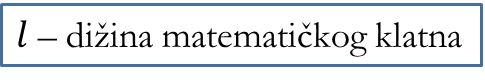 l – dižina matematičkog klatna